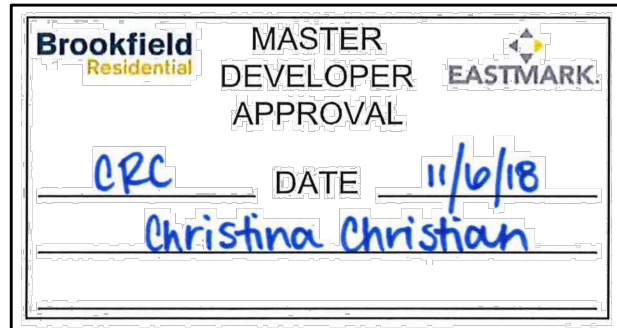 Brookfield
Residential
MASTER
DEVELOPER
APPROVAL
EASTMARK.
CRC DATE 11/6/18
Christina Christian